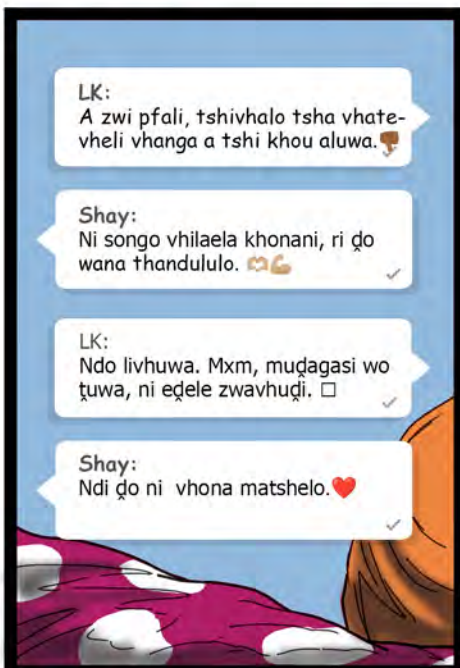 LK:
A zwi pfali, tshivhalo tsha vhate-
vheli vhanga a tshi khou aluwa.👎🏾
Shay:
Ni songo vhilaela khonani, ri ḓo
wana thandululo. 🫶🏼💪🏼
LK:
Ndo livhuwa. Mxm, muḓagasi wo
ṱuwa, ni eḓele zwavhuḓi. □
Shay:
Ndi ḓo ni vhona matshelo.❤️